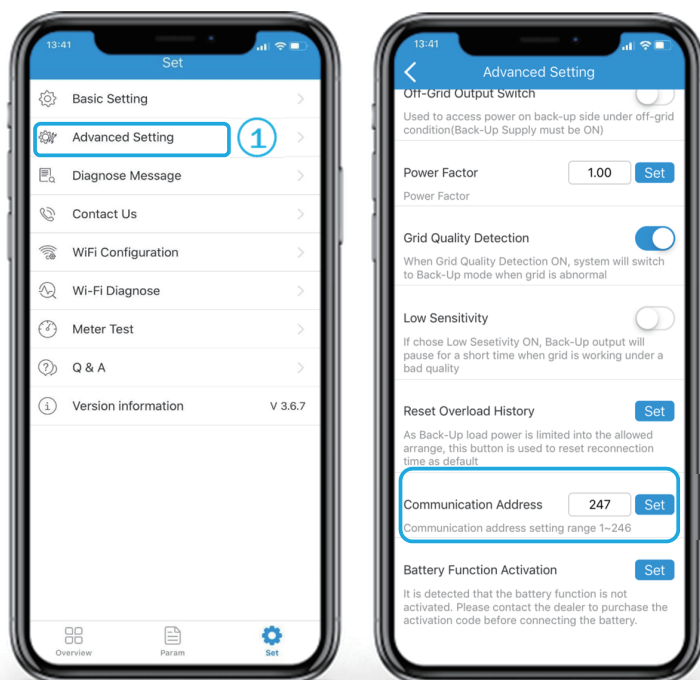 13:41
Set
Basic Setting
Advanced Setting
1
Diagnose Message
Contact Us
WiFi Configuration
Wi-Fi Diagnose
Meter Test
Q & A
Version information V 3.6.7
Overview Param Set
13:41
Advanced Setting
Off-Grid Output Switch
Used to access power on back-up side under off-grid
condition(Back-Up Supply must be ON)
Power Factor 1.00 Set
Power Factor
Grid Quality Detection
When Grid Quality Detection ON, system will switch
to Back-Up mode when grid is abnormal
Low Sensitivity
If chose Low Sesetivity ON, Back-Up output will
pause for a short time when grid is working under a
bad quality
Reset Overload History Set
As Back-Up load power is limited into the allowed
arrange, this button is used to reset reconnection
time as default
Communication Address 247 Set
Communication address setting range 1~246
Battery Function Activation Set
It is detected that the battery function is not
activated. Please contact the dealer to purchase the
activation code before connecting the battery.